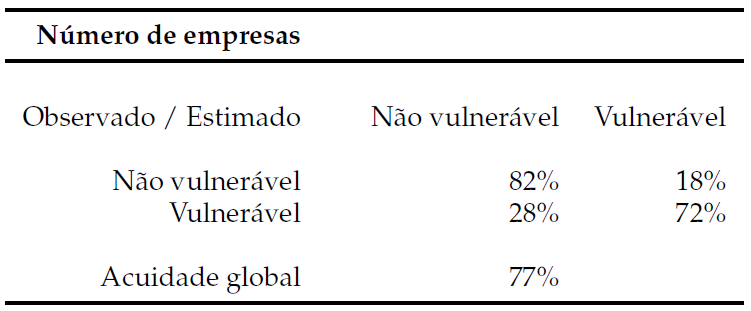 Número de empresas
Observado / Estimado Não vulnerável Vulnerável
Não vulnerável 82% 18%
Vulnerável 28% 72%
Acuidade global 77%